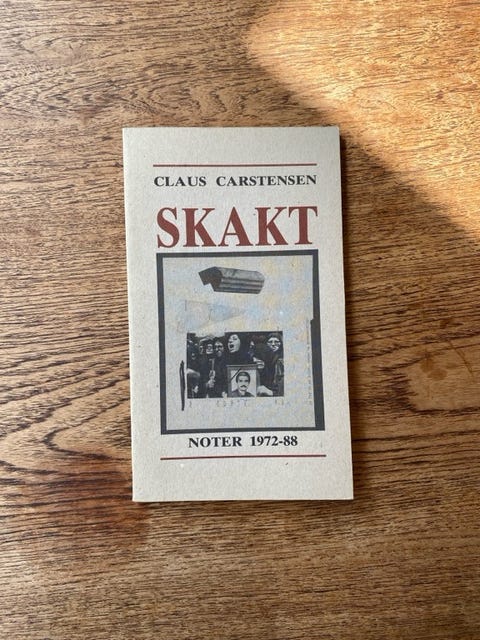 CLAUS CARSTENSEN
SKAKT
NOTER 1972-88